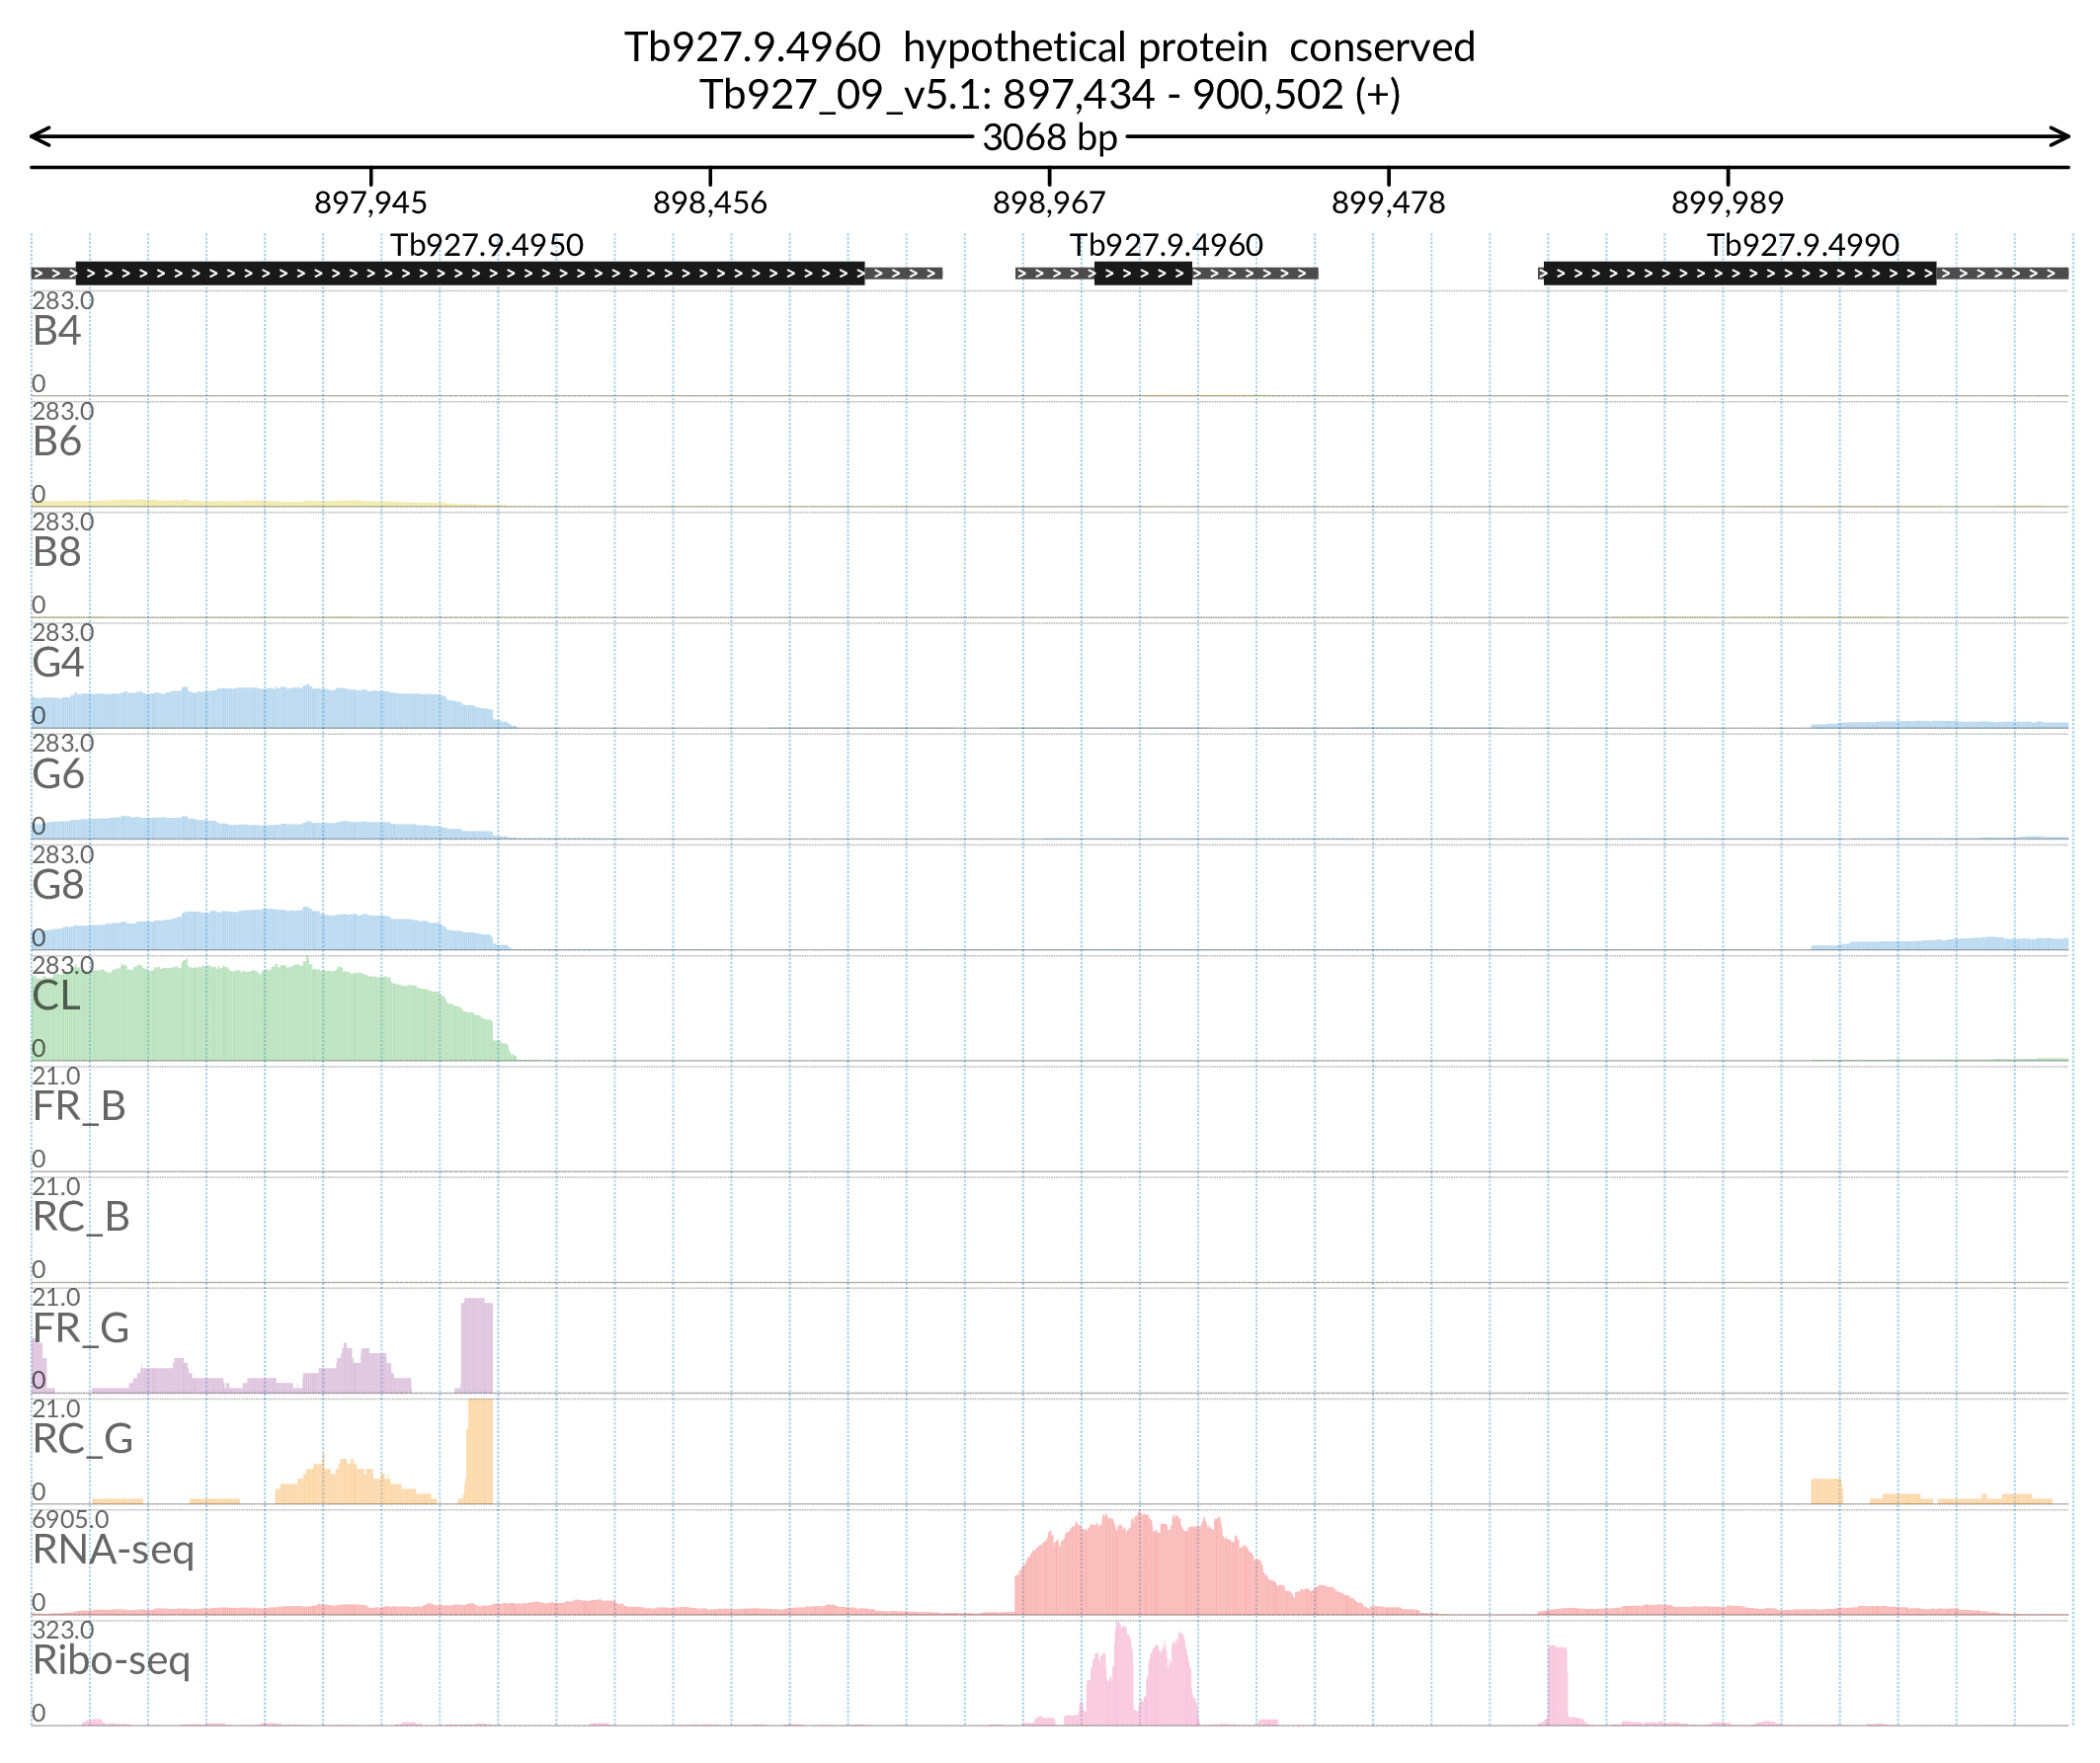 Tb927.9.4960  hypothetical protein  conserved
Tb927_09_v5.1: 897,434 - 900,502 (+)
3068 bp
897,945 898,456 898,967 899,478 899,989
Tb927.9.4950 Tb927.9.4960 Tb927.9.4990
283.0
B4
0
283.0
B6
0
283.0
B8
0
283.0
G4
0
283.0
G6
0
283.0
G8
0
283.0
CL
0
21.0
FR_B
0
21.0
RC_B
0
21.0
FR_G
0
21.0
RC_G
0
6905.0
RNA-seq
0
323.0
Ribo-seq
0